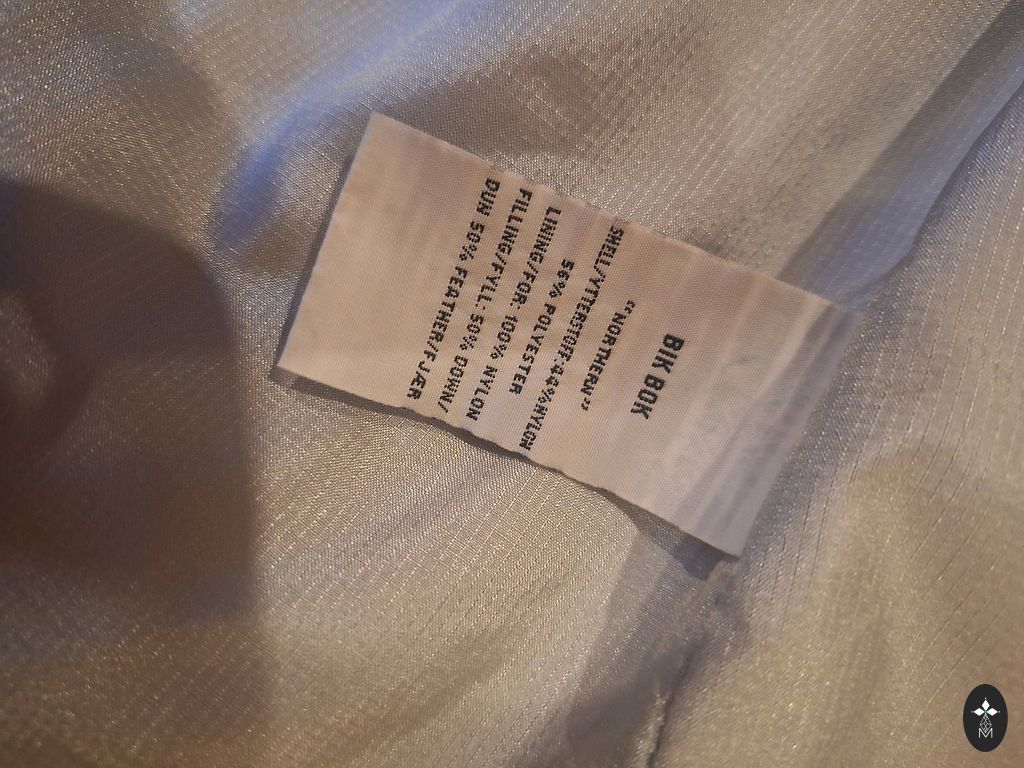 BIK BOK
“NORTHERN”
SHELL/YTTERSTOF:44%NYLON
56% POLYESTER
LINING/FOR: 100% NYLON
FILLING/FYLL: 50% DOWN/
DUN 50% FEATHER/FJÆR
M